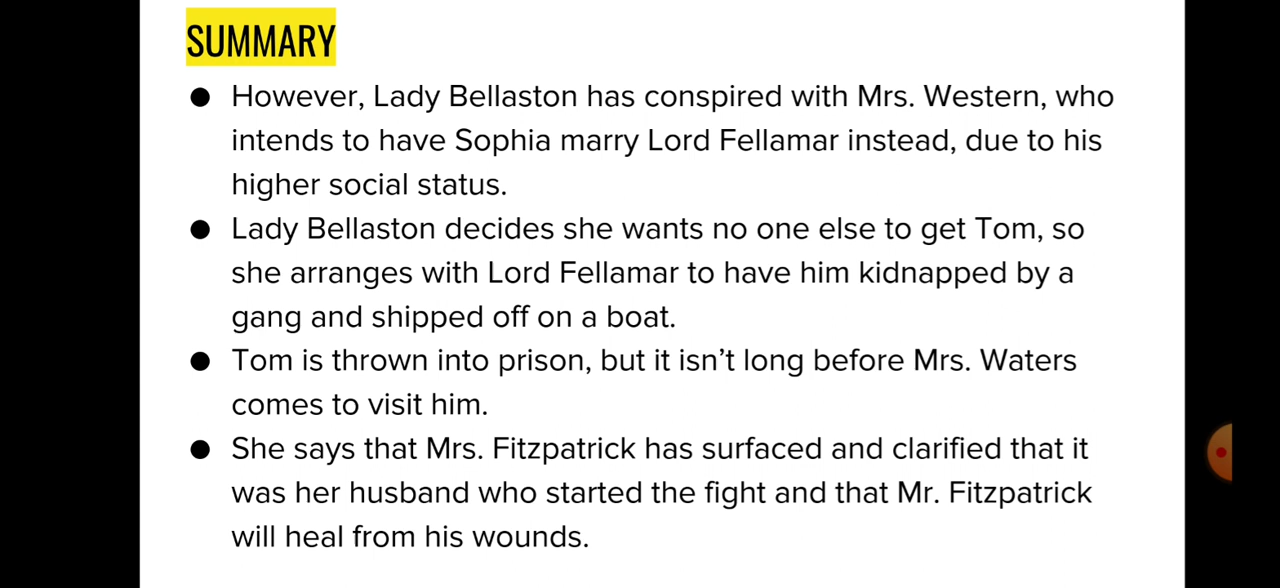 SUMMARY
● However, Lady Bellaston has conspired with Mrs. Western, who
intends to have Sophia marry Lord Fellamar instead, due to his
higher social status.
● Lady Bellaston decides she wants no one else to get Tom, so
she arranges with Lord Fellamar to have him kidnapped by a
gang and shipped off on a boat.
● Tom is thrown into prison, but it isn’t long before Mrs. Waters
comes to visit him.
● She says that Mrs. Fitzpatrick has surfaced and clarified that it
was her husband who started the fight and that Mr. Fitzpatrick
will heal from his wounds.